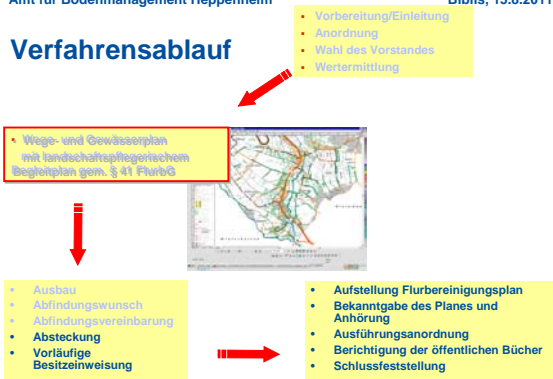 Amt für Bodenmanagement Heppenheim
Biblis, 15.8.2011
Verfahrensablauf
▪ Vorbereitung/Einleitung
▪ Anordnung
▪ Wahl des Vorstandes
▪ Wertermittlung
▪ Wege- und Gewässerplan
mit landschaftspflegerischem
Begleitplan gem. § 41 FlurbG
• Ausbau
• Abfindungswunsch
• Abfindungsvereinbarung
• Absteckung
• Vorläufige
Besitzeinweisung
• Aufstellung Flurbereinigungsplan
• Bekanntgabe des Planes und
Anhörung
• Ausführungsanordnung
• Berichtigung der öffentlichen Bücher
• Schlussfeststellung